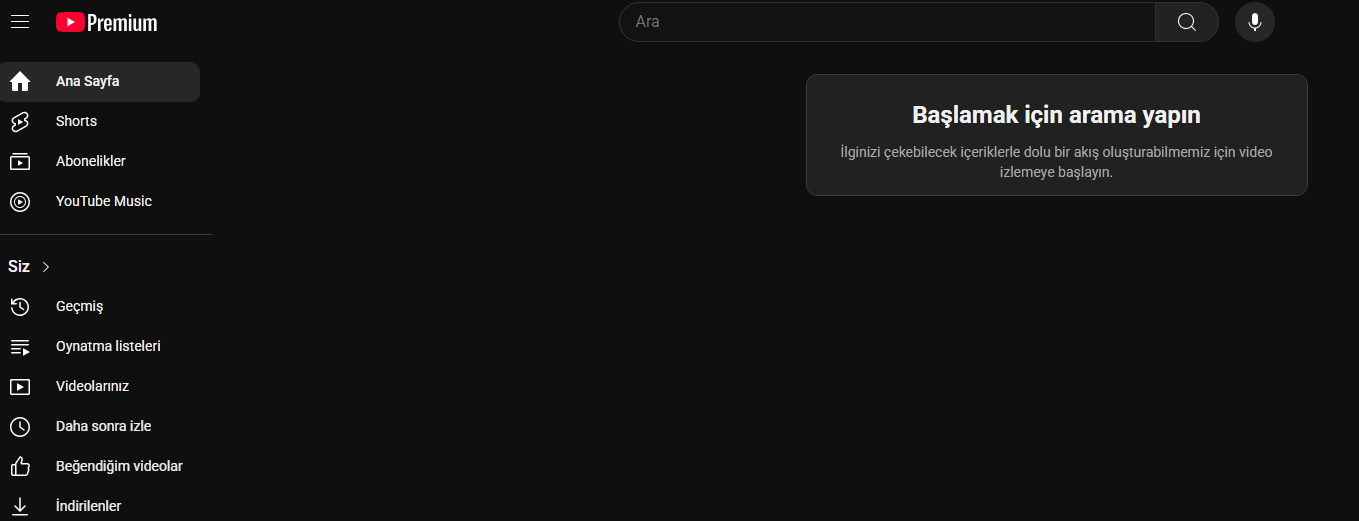 Premium
Ara
Ana Sayfa
Shorts
Abonelikler
YouTube Music
Siz
Geçmiş
Oynatma listeleri
Videolarınız
Daha sonra izle
Beğendiğim videolar
İndirilenler
Başlamak için arama yapın
İlginizi çekebilecek içeriklerle dolu bir akış oluşturabilmemiz için video
izlemeye başlayın.